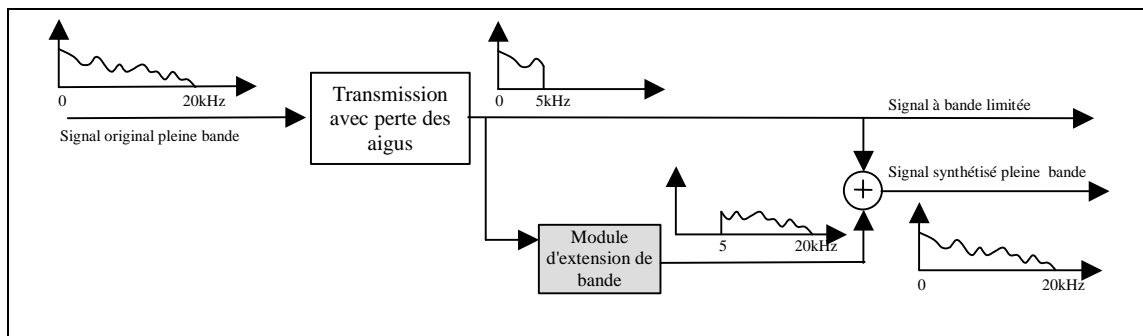 0
20kHz
Signal original pleine bande
Transmission
avec perte des
aigus
0
5kHz
Signal à bande limitée
+
Signal synthétisé pleine bande
5
20kHz
Module
d'extension de
bande
0
20kHz